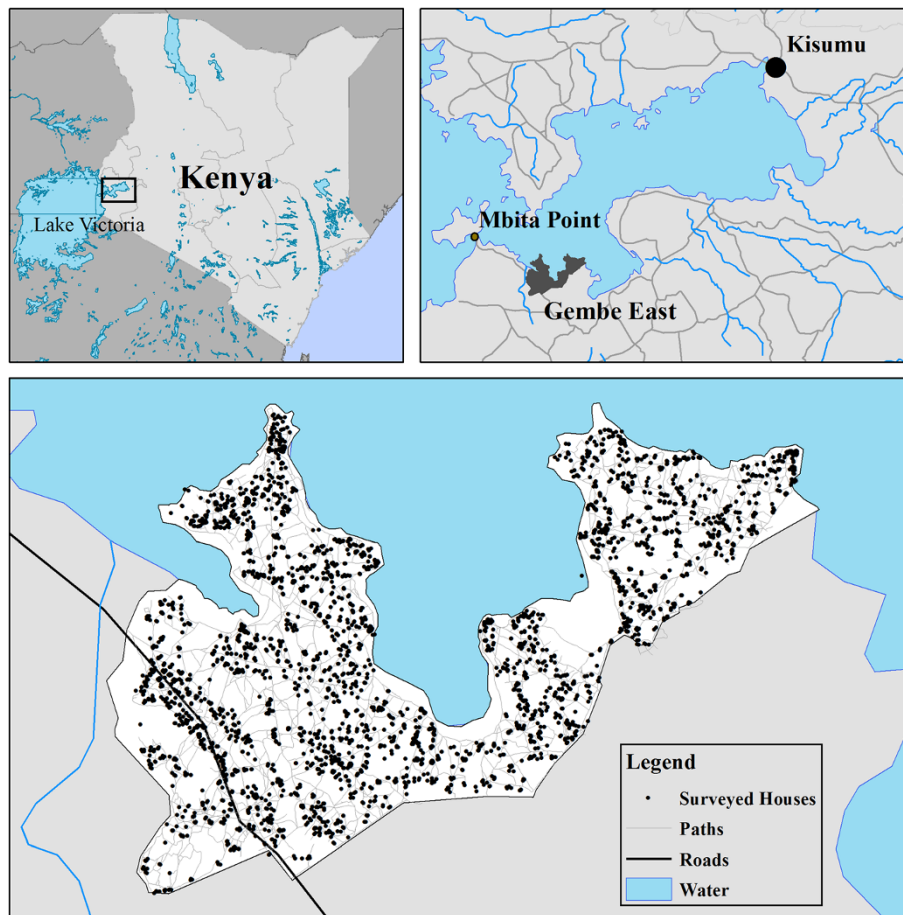 Kenya
Lake Victoria
Kisumu
Mbita Point
Gembe East
Legend
Surveyed Houses
Paths
Roads
Water